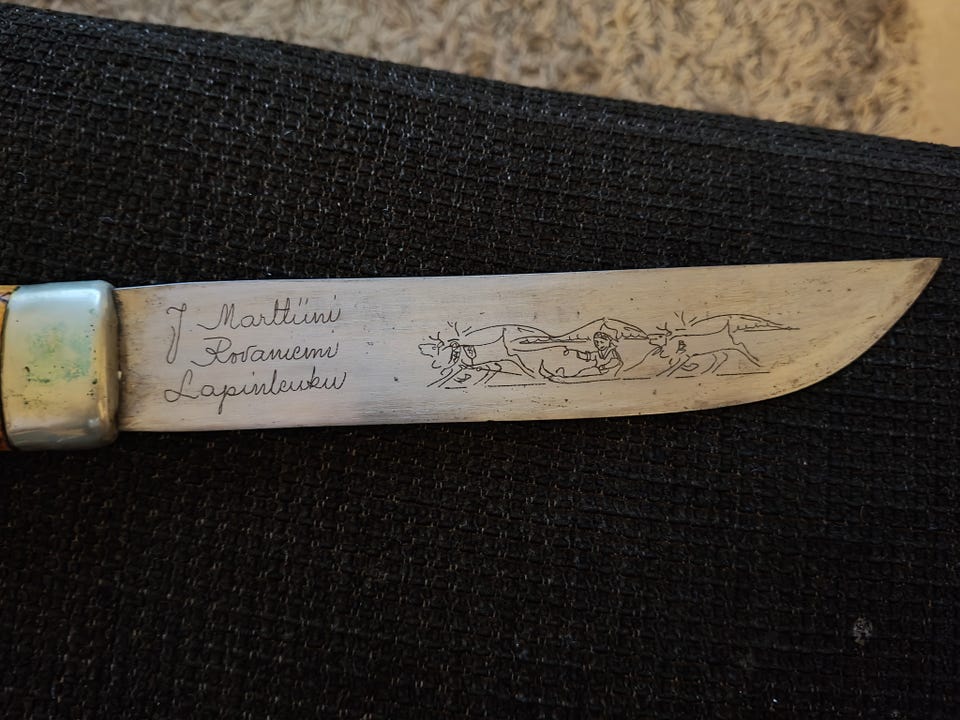 J Marttiini
Rovaniemi
Lapinleuku